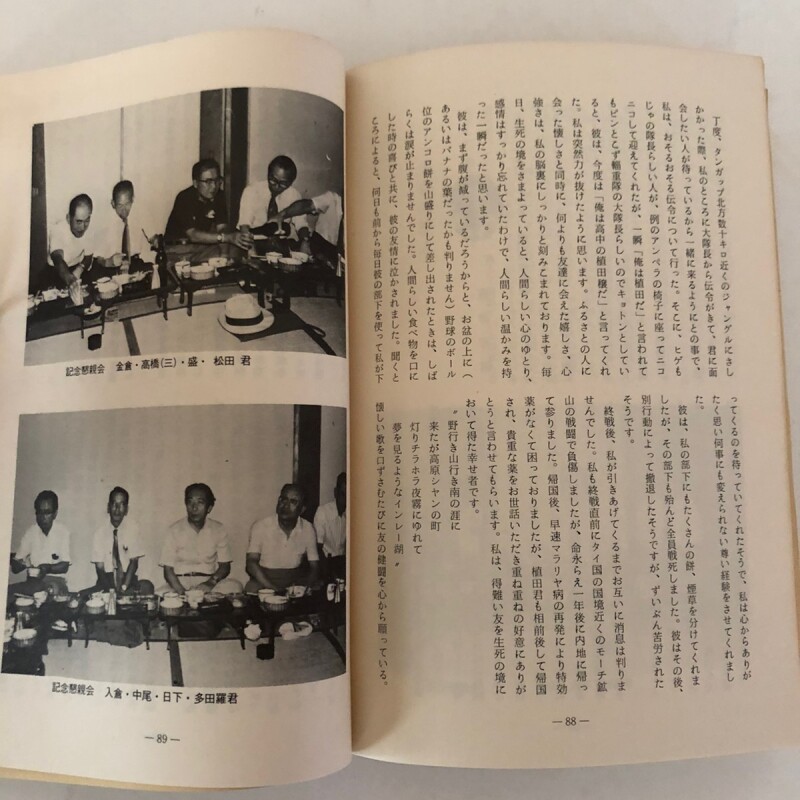 丁度、タンガップ北方数十キロ近くのジャングルにさし
かかった際、私のところに大隊長から伝令がきて、君に面
会したい人が待っているから一緒に来るようにとの事で、
私は、おそるおそる伝令について行った。そこに、ヒゲも
じゃの隊長らしい人が、例のアンペラの椅子に座ってニコ
ニコして迎えてくれたが、一瞬「俺は植田だ」と言われて
もピンとこず輜重隊の大隊長らしいのでキョトンとしてい
ると、彼は、今度は「俺は高中の植田穣だ」と言ってくれ
た。私は突然力が抜けたように思います。ふるさとの人に
会った懐しさと同時に、何よりも友達に会えた嬉しさ、心
強さは、私の脳裏にしっかりと刻みこまれております。毎
日、生死の境をさまよっていると、人間らしい心のゆとり、
感情はすっかり忘れていたわけで、人間らしい温かみを持
った一瞬だったと思います。
彼は、まず腹が減っているだろうからと、お盆の上に(
あるいはバナナの葉だったかも判りません)野球のボール
位のアンコロ餅を山盛りにして差し出されたときは、しば
らくは涙が止まりませんでした。人間らしい食べ物を口に
した時の喜びと共に、彼の友情に泣かされました。聞くと
ころによると、何日も前から毎日彼の部下を使って私が下
ってくるのを待っていてくれたそうで、私は心からありが
たく思い何事にも変えられない尊い経験をさせてくれまし
た。
彼は、私の部下にもたくさんの餅、煙草を分けてくれま
したが、その部下も殆んど全員戦死しました。彼はその後、
別行動によって撤退したそうですが、ずいぶん苦労された
そうです。
終戦後、私が引きあげてくるまでお互いに消息は判りま
せんでした。私も終戦直前にタイ国の国境近くのモーチ鉱
山の戦闘で負傷しましたが、命永らえ一年後に内地に帰っ
て参りました。帰国後、早速マラリヤ病の再発により特効
薬がなくて困っておりましたが、植田君も相前後して帰国
され、貴重な薬をお世話いただき重ね重ねの好意にありが
とうと言わせてもらいます。私は、得難い友を生死の境に
おいて得た幸せ者です。
〝野行き山行き南の涯に
来たが高原シャンの町
灯りチラホラ夜霧にゆれて
夢を見るようなインレー湖〟
懐しい歌を口ずさむたびに友の健闘を心から願っている。
—88—
記念懇親会 金倉・髙橋(三)・盛・松田 君
記念懇親会 入倉・中尾・日下・多田羅君
—89—